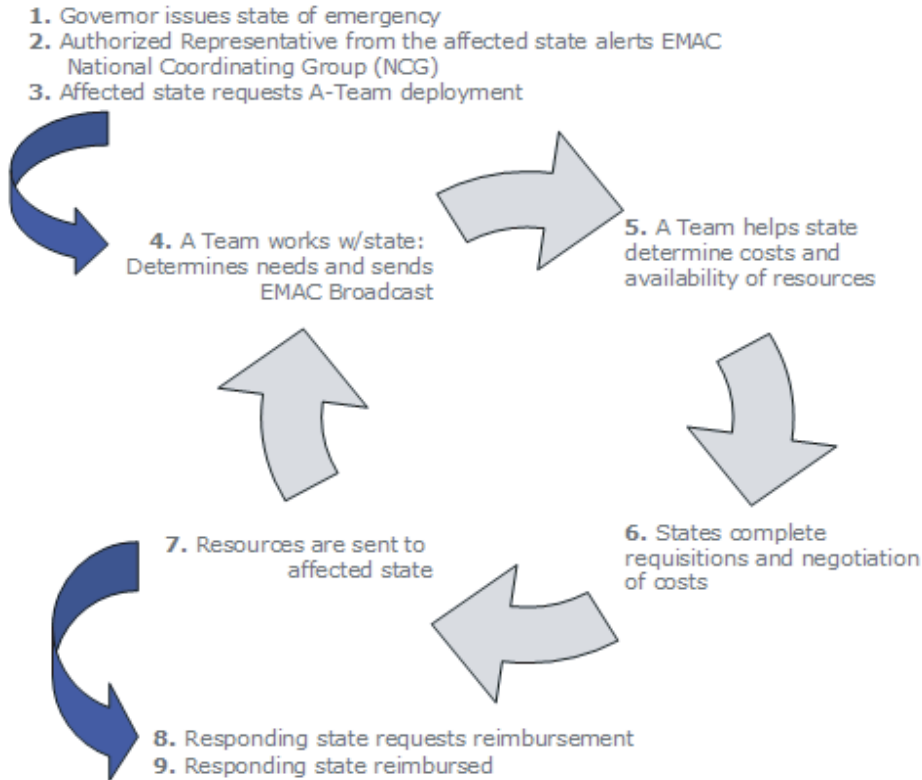 1. Governor issues state of emergency
2. Authorized Representative from the affected state alerts EMAC
National Coordinating Group (NCG)
3. Affected state requests A-Team deployment
4. A Team works w/state:
Determines needs and sends
EMAC Broadcast
5. A Team helps state
determine costs and
availability of resources
6. States complete
requisitions and negotiation
of costs
7. Resources are sent to
affected state
8. Responding state requests reimbursement
9. Responding state reimbursed